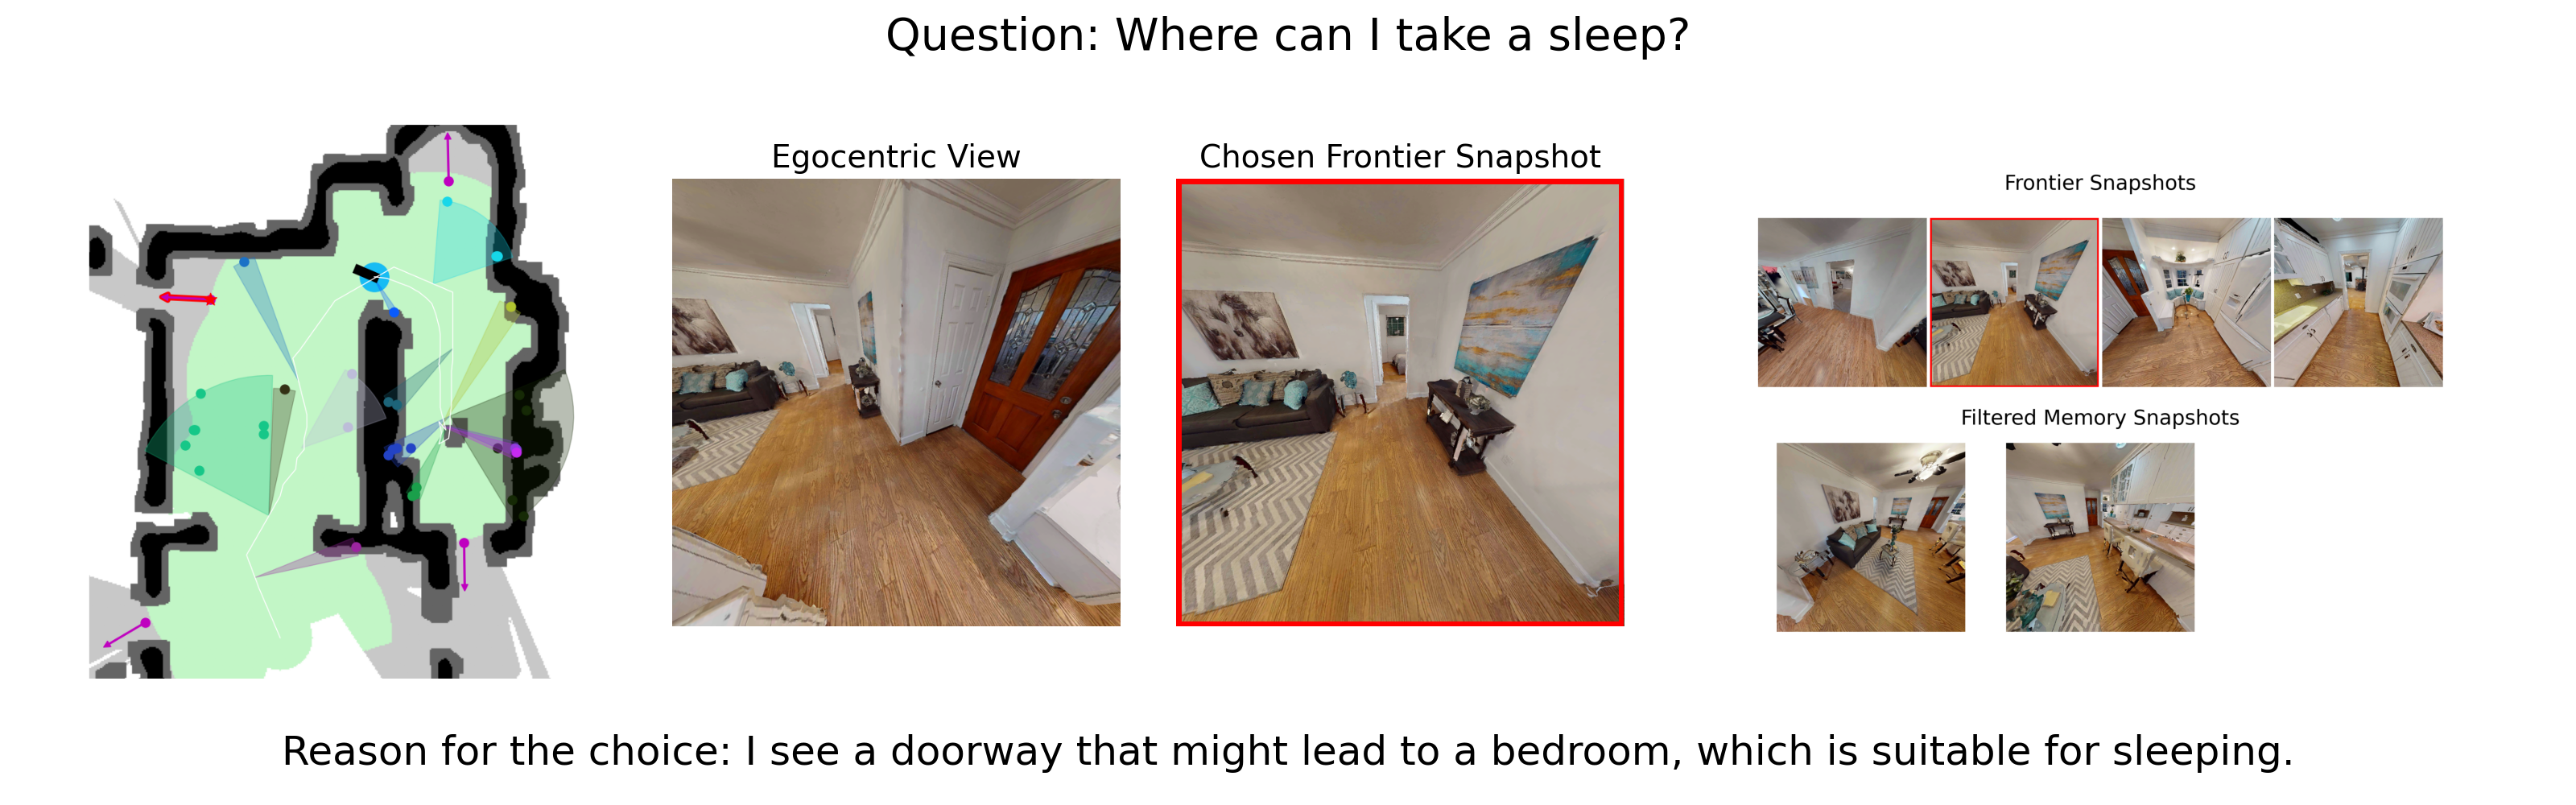 Question: Where can I take a sleep?
Egocentric View
Chosen Frontier Snapshot
Frontier Snapshots
Filtered Memory Snapshots
Reason for the choice: I see a doorway that might lead to a bedroom, which is suitable for sleeping.